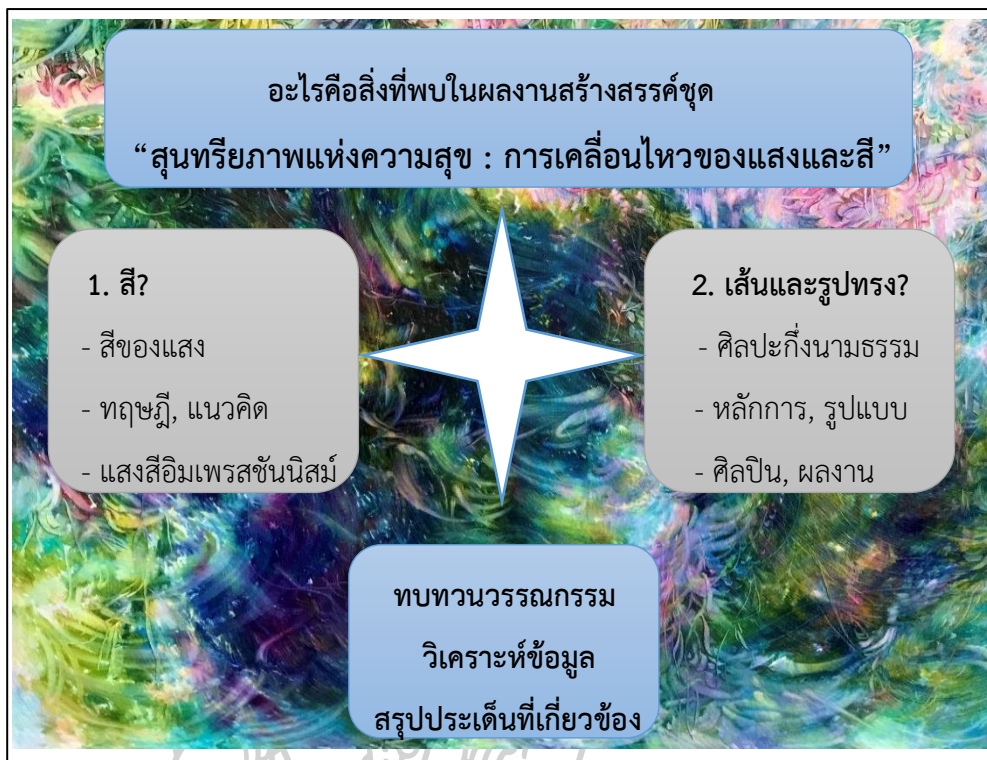 อะไรคือสิ่งที่พบในผลงานสร้างสรรค์ชุด
“สุนทรียภาพแห่งความสุข : การเคลื่อนไหวของแสงและสี”
1. สี?
- สีของแสง
- ทฤษฎี, แนวคิด
- แสงสีอิมเพรสชันนิสม์
2. เส้นและรูปทรง?
- ศิลปะกึ่งนามธรรม
- หลักการ, รูปแบบ
- ศิลปิน, ผลงาน
ทบทวนวรรณกรรม
วิเคราะห์ข้อมูล
สรุปประเด็นที่เกี่ยวข้อง